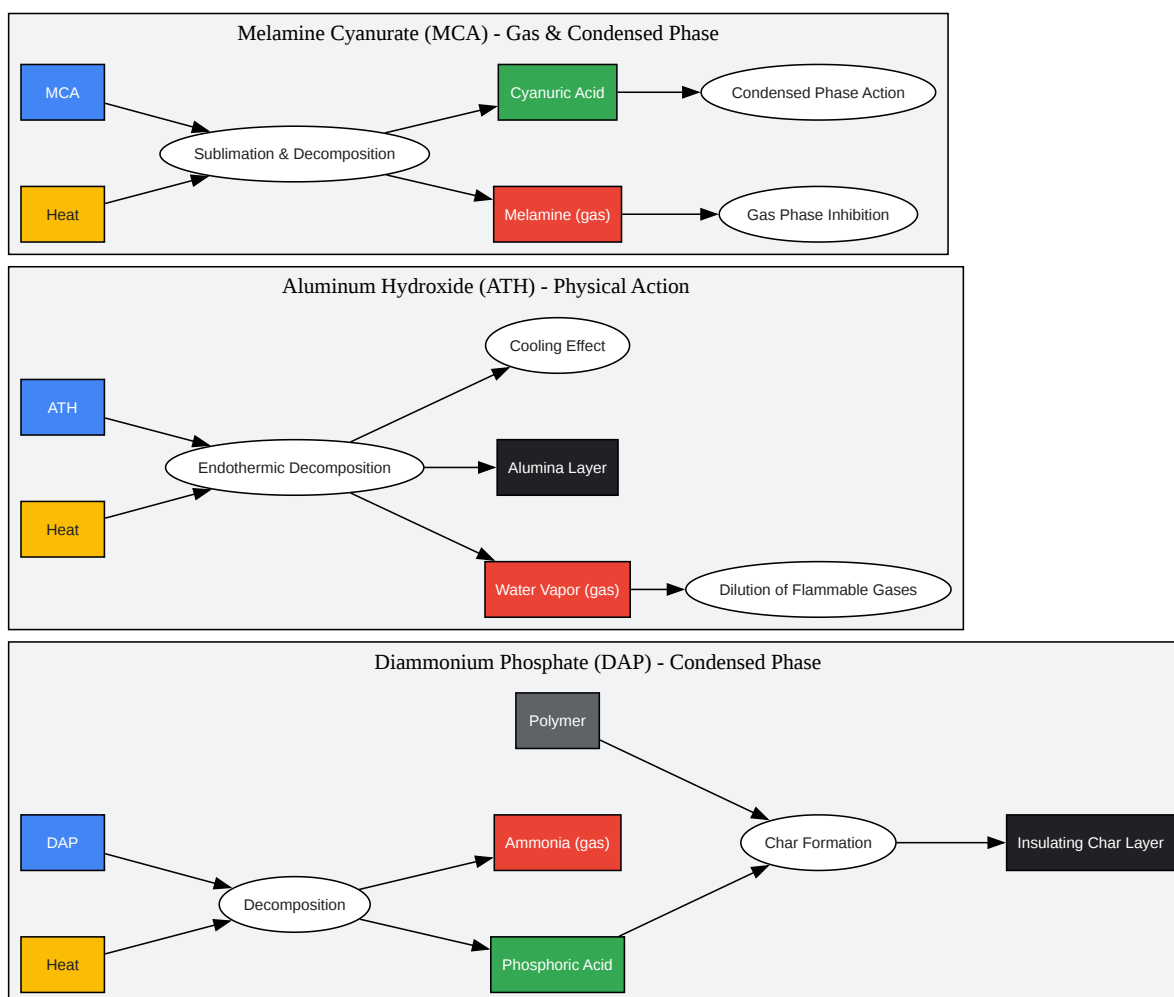 Melamine Cyanurate (MCA) - Gas & Condensed Phase
MCA
Cyanuric Acid
Condensed Phase Action
Sublimation & Decomposition
Heat
Melamine (gas)
Gas Phase Inhibition
Aluminum Hydroxide (ATH) - Physical Action
Cooling Effect
ATH
Endothermic Decomposition
Alumina Layer
Heat
Water Vapor (gas)
Dilution of Flammable Gases
Diammonium Phosphate (DAP) - Condensed Phase
Polymer
DAP
Ammonia (gas)
Char Formation
Insulating Char Layer
Decomposition
Heat
Phosphoric Acid